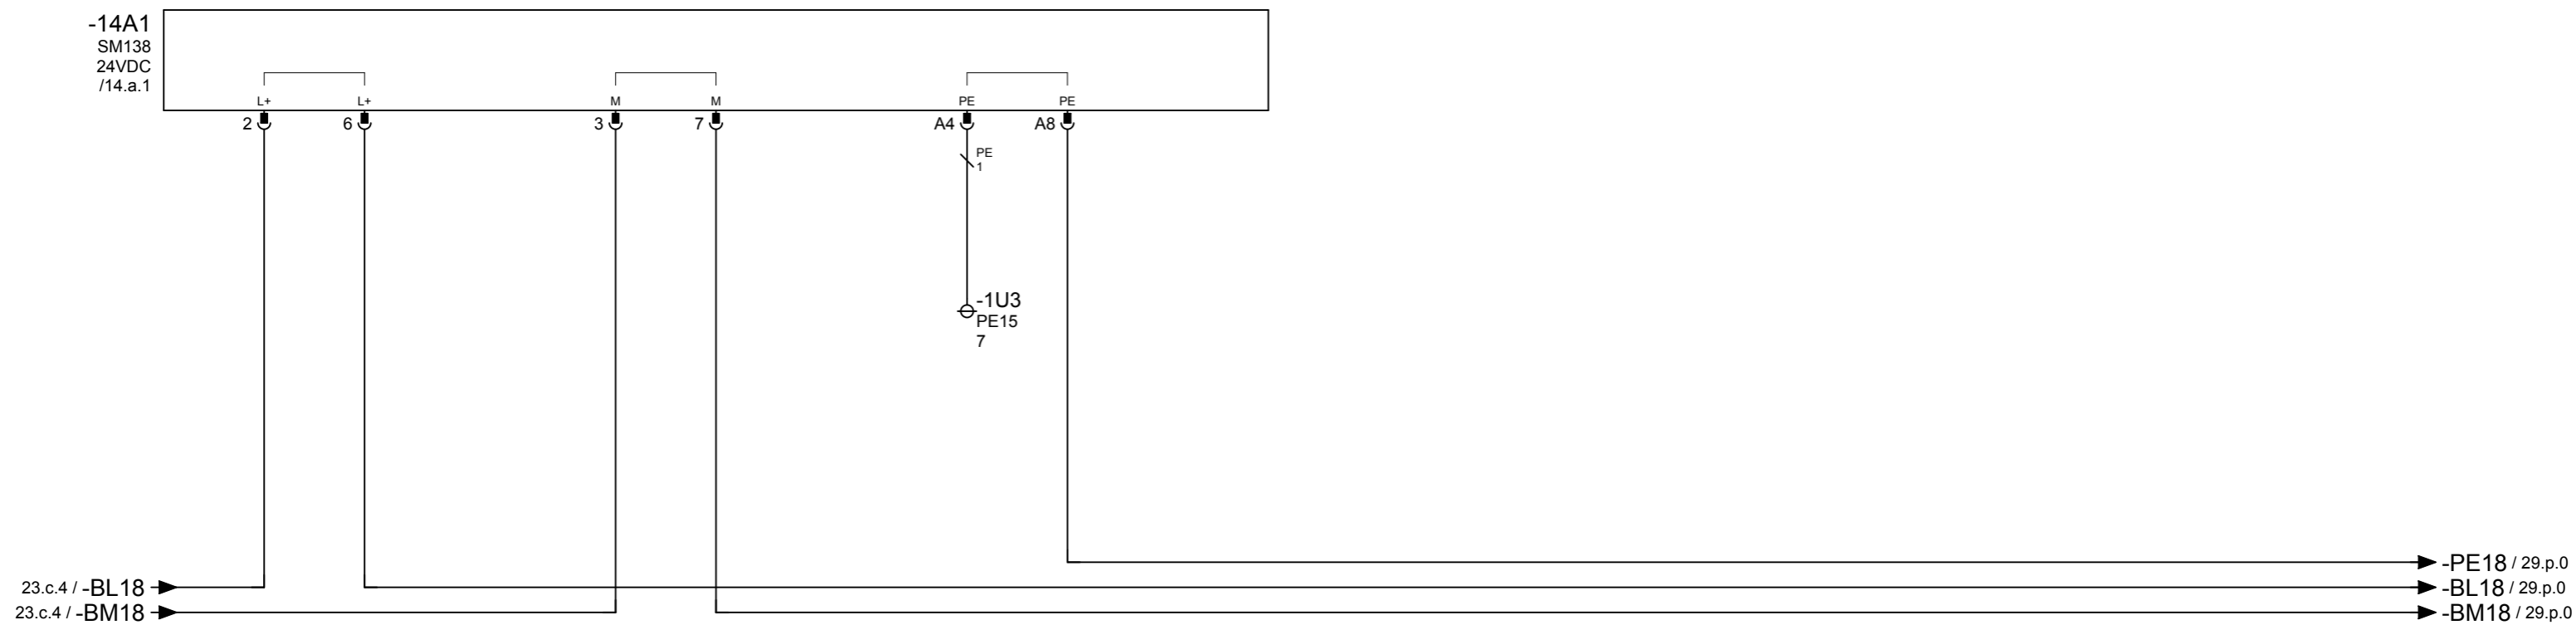 -14A1
SM138
24VDC
/14.a.1
L+ L+ M M PE PE
2 6 3 7 A4 A8
PE
1
-1U3
PE15
7
-PE18 / 29.p.0
23.c.4 / -BL18 -BL18 / 29.p.0
23.c.4 / -BM18 -BM18 / 29.p.0